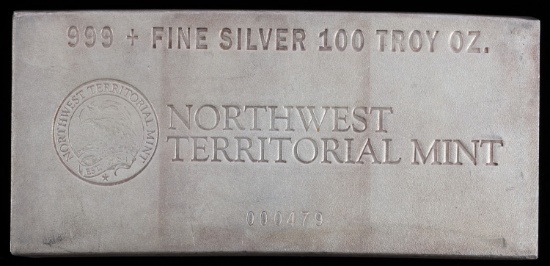 999 + FINE SILVER 100 TROY OZ.
NORTHWEST TERRITORIAL MINT
NORTHWEST
TERRITORIAL MINT
000479